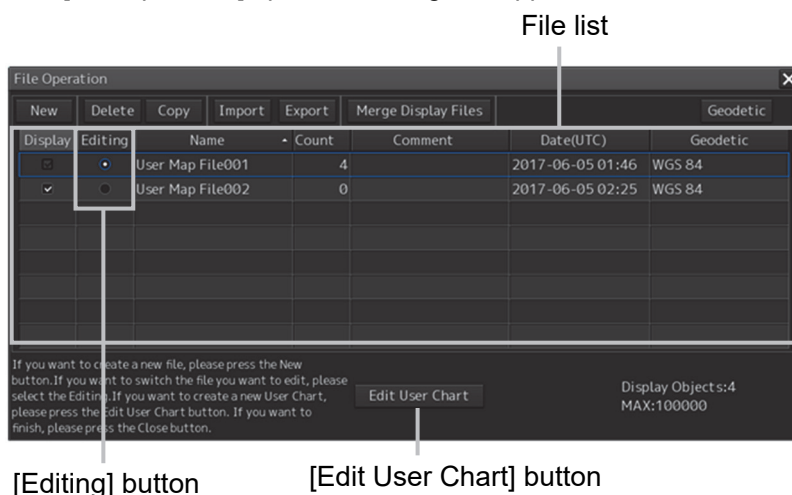 File list
File Operation
New Delete Copy Import Export Merge Display Files Geodetic
Display Editing Name Count Comment Date(UTC) Geodetic
User Map File001 4 2017-06-05 01:46 WGS 84
User Map File002 0 2017-06-05 02:25 WGS 84
If you want to create a new file, please press the New
button.If you want to switch the file you want to edit, please
select the Editing.If you want to create a new User Chart,
please press the Edit User Chart button. If you want to
finish, please press the Close button.
Edit User Chart
Display Objects:4
MAX:100000
[Editing] button
[Edit User Chart] button